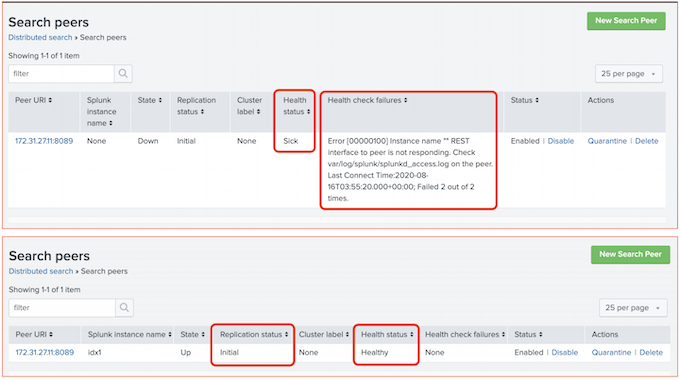 Search peers
New Search Peer
Distributed search » Search peers
Showing 1-1 of 1 item
filter
25 per page
Peer URI Splunk instance name State Replication status Cluster label Health status Health check failures Status Actions
172.31.27.11:8089 None Down Initial None Sick Error [00000100] Instance name "" REST
interface to peer is not responding. Check
var/log/splunk/splunkd_access.log on the peer.
Last Connect Time:2020-08-
16T03:55:20.000+00:00; Failed 2 out of 2
times.
Enabled | Disable Quarantine | Delete
Search peers
New Search Peer
Distributed search » Search peers
Showing 1-1 of 1 item
filter
25 per page
Peer URI Splunk instance name State Replication status Cluster label Health status Health check failures Status Actions
172.31.27.11:8089 idx1 Up Initial None Healthy None Enabled | Disable Quarantine | Delete